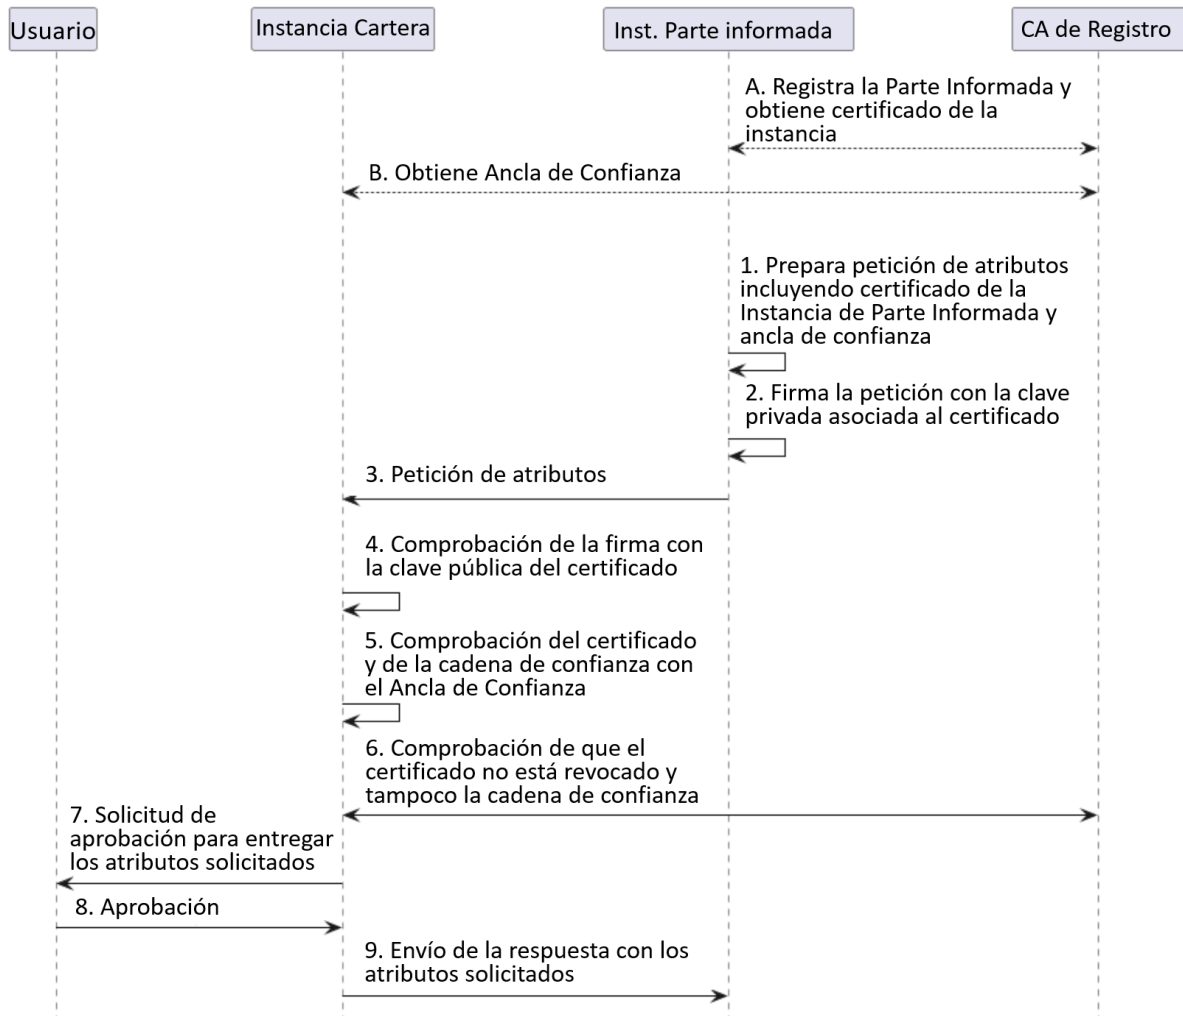 Usuario
Instancia Cartera
Inst. Parte informada
CA de Registro
A. Registra la Parte Informada y
obtiene certificado de la
instancia
B. Obtiene Ancla de Confianza
1. Prepara petición de atributos
incluyendo certificado de la
Instancia de Parte Informada y
ancla de confianza
2. Firma la petición con la clave
privada asociada al certificado
3. Petición de atributos
4. Comprobación de la firma con
la clave pública del certificado
5. Comprobación del certificado
y de la cadena de confianza con
el Ancla de Confianza
6. Comprobación de que el
certificado no está revocado y
tampoco la cadena de confianza
7. Solicitud de
aprobación para entregar
los atributos solicitados
8. Aprobación
9. Envío de la respuesta con los
atributos solicitados